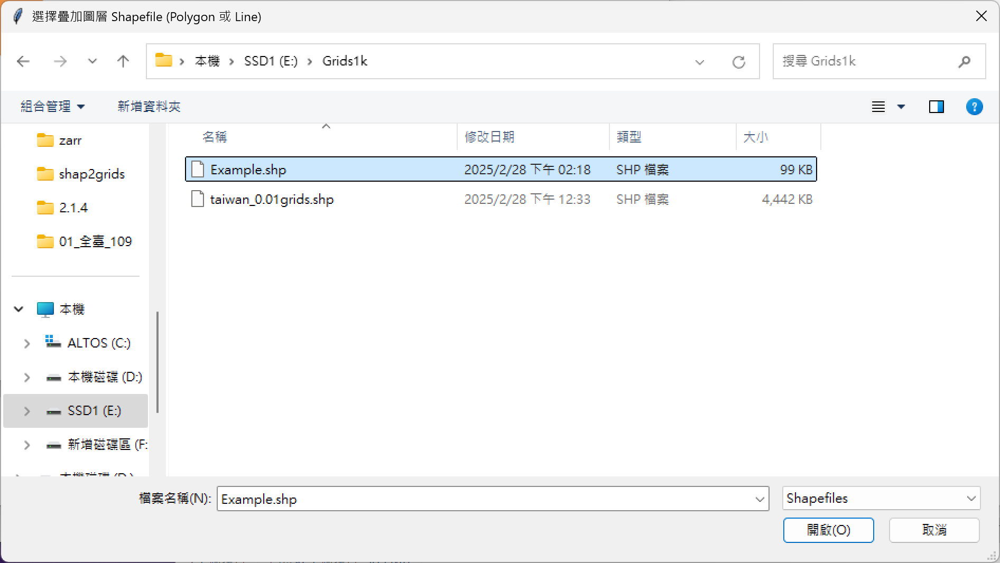 選擇疊加圖層 Shapefile (Polygon 或 Line)
本機 SSD1 (E:) Grids1k
搜尋 Grids1k
組合管理 新增資料夾
zarr
shap2grids
2.1.4
01_全臺_109
本機
ALTOS (C:)
本機磁碟 (D:)
SSD1 (E:)
新增磁碟區 (F:
名稱 修改日期 類型 大小
Example.shp 2025/2/28 下午 02:18 SHP 檔案 99 KB
taiwan_0.01grids.shp 2025/2/28 下午 12:33 SHP 檔案 4,442 KB
檔案名稱(N): Example.shp Shapefiles
開啟(O) 取消